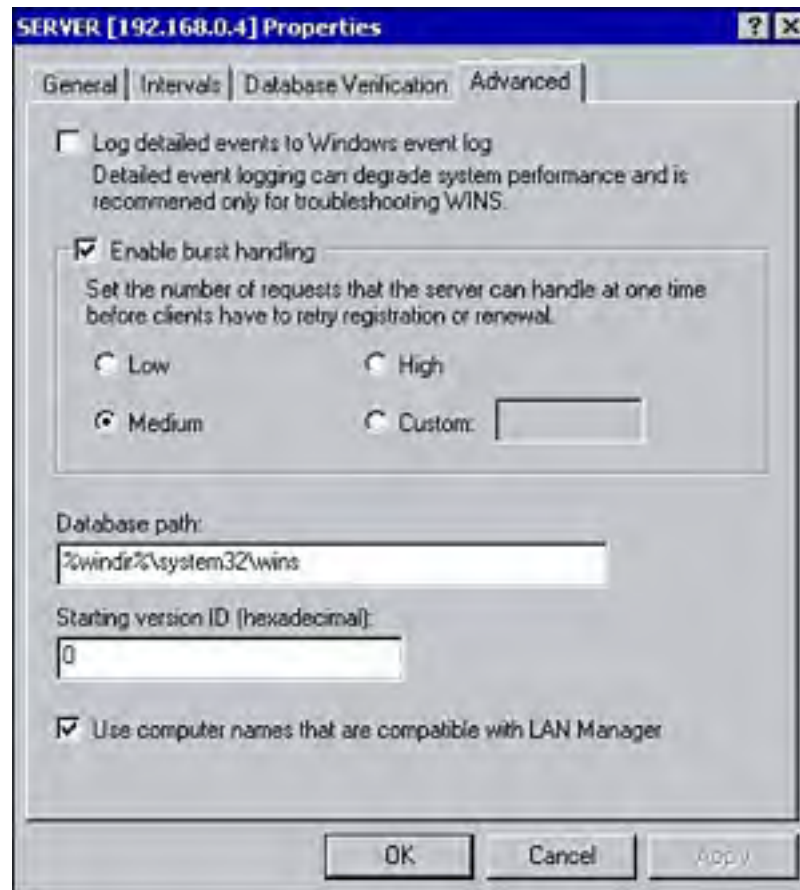 SERVER [192.168.0.4] Properties
General
Intervals
Database Verification
Advanced
Log detailed events to Windows event log
Detailed event logging can degrade system performance and is
recommened only for troubleshooting WINS.
Enable burst handling
Set the number of requests that the server can handle at one time
before clients have to retry registration or renewal.
Low
High
Medium
Custom:
Database path:
%windir%\system32\wins
Starting version ID (hexadecimal):
0
Use computer names that are compatible with LAN Manager
OK
Cancel
Apply